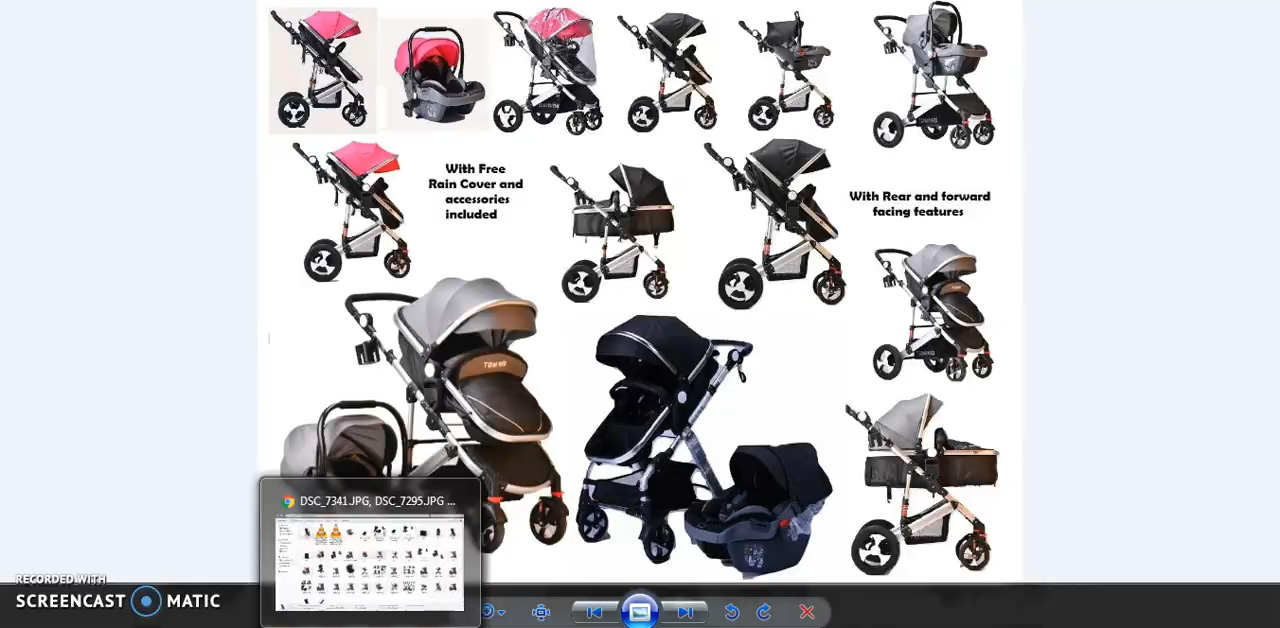 With Free
Rain Cover and
accessories
included
With Rear and forward
facing features
DSC_7341.JPG, DSC_7295.JPG ...
RECORDED WITH
SCREENCAST MATIC